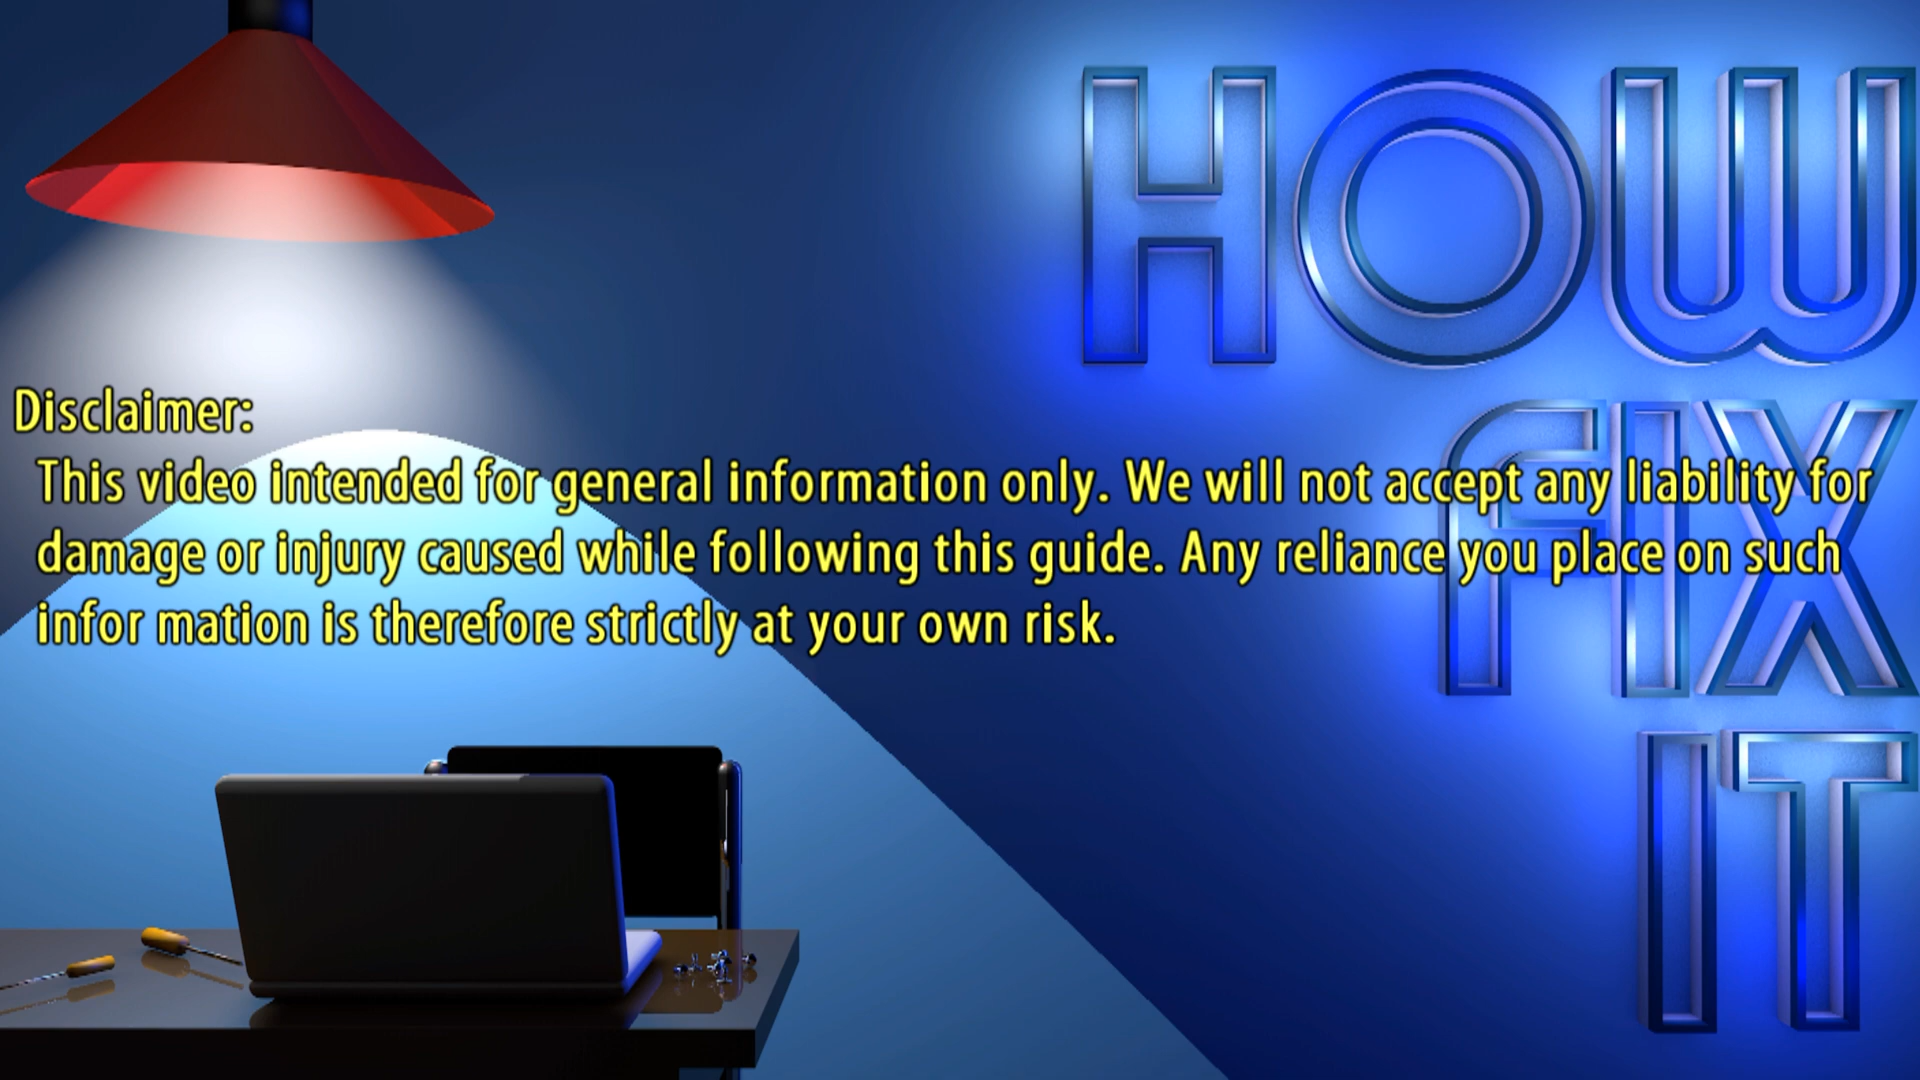 HOW
FIX
IT
Disclaimer:
This video intended for general information only. We will not accept any liability for
damage or injury caused while following this guide. Any reliance you place on such
infor mation is therefore strictly at your own risk.